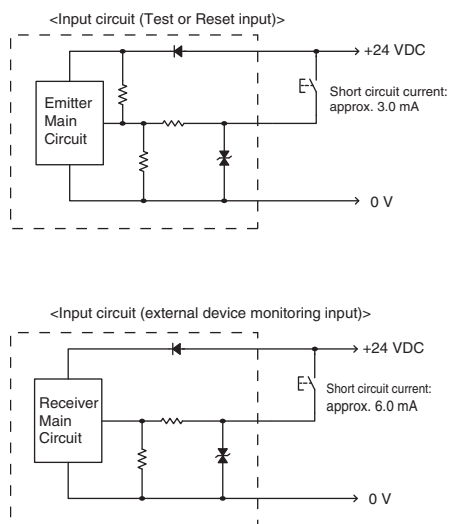 <Input circuit (Test or Reset input)>
+24 VDC
Short circuit current:
approx. 3.0 mA
Emitter
Main
Circuit
0 V
<Input circuit (external device monitoring input)>
+24 VDC
Short circuit current:
approx. 6.0 mA
Receiver
Main
Circuit
0 V